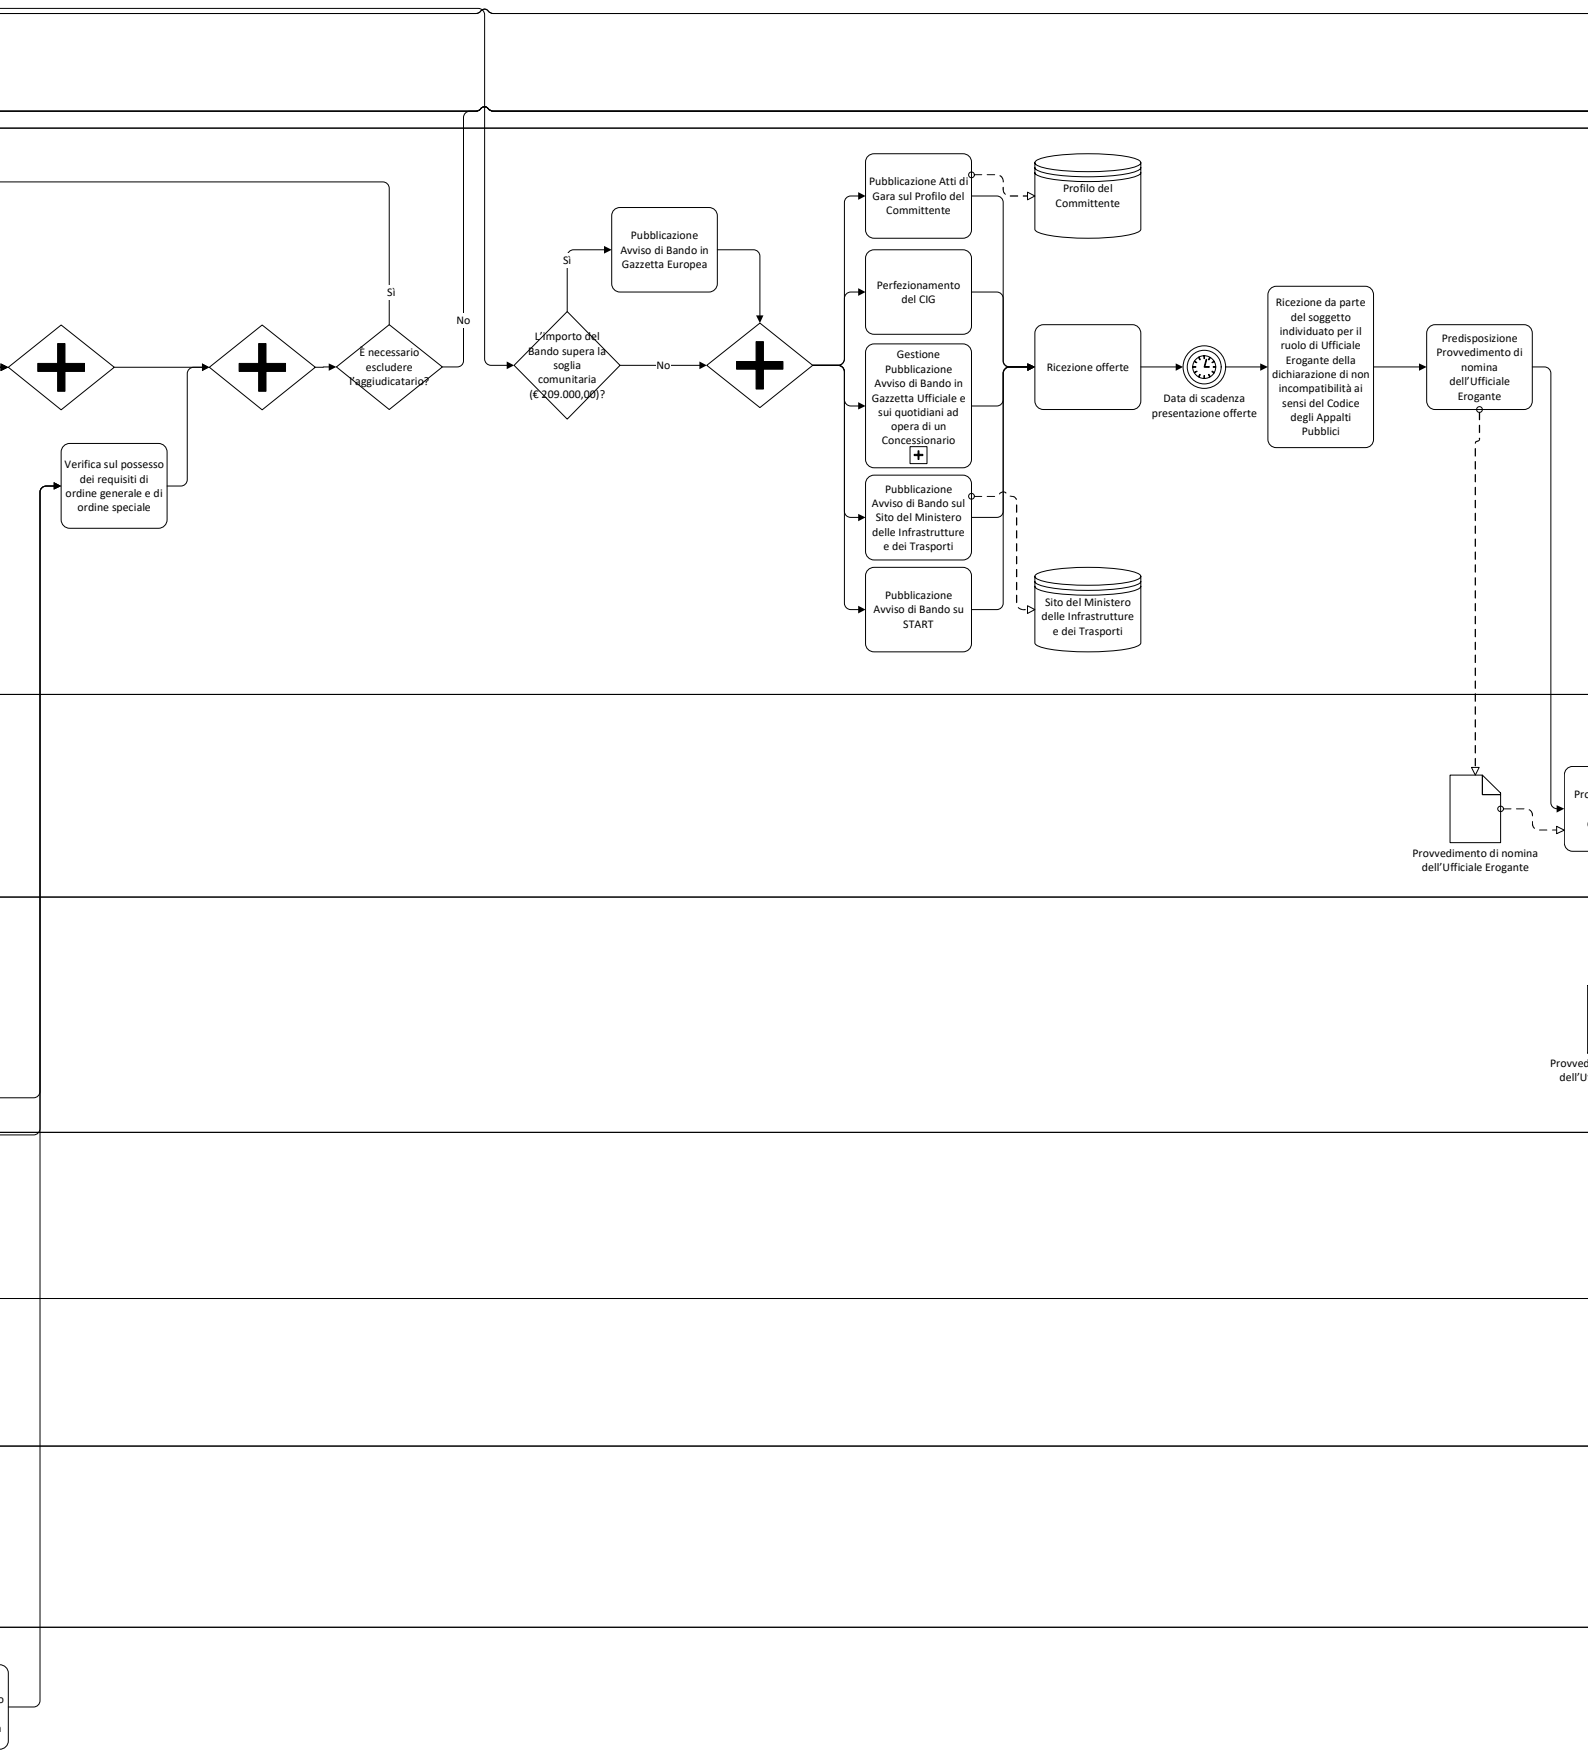 Pubblicazione Atti di
Gara sul Profilo del
Committente
Profilo del
Committente
Pubblicazione
Avviso di Bando in
Gazzetta Europea
Sì
Sì
No
E necessario
escludere
l'aggiudicatario?
L'importo del
Bando supera la
soglia
comunitaria
(€ 209.000,00)?
No
Perfezionamento
del CIG
Gestione
Pubblicazione
Avviso di Bando in
Gazzetta Ufficiale e
sui quotidiani ad
opera di un
Concessionario
Ricezione offerte
Data di scadenza
presentazione offerte
Ricezione da parte
del soggetto
individuato per il
ruolo di Ufficiale
Erogante della
dichiarazione di non
incompatibilità ai
sensi del Codice
degli Appalti
Pubblici
Predisposizione
Provvedimento di
nomina
dell'Ufficiale
Erogante
Verifica sul possesso
dei requisiti di
ordine generale e di
ordine speciale
Pubblicazione
Avviso di Bando sul
Sito del Ministero
delle Infrastrutture
e dei Trasporti
Pubblicazione
Avviso di Bando su
START
Sito del Ministero
delle Infrastrutture
e dei Trasporti
Provvedimento di nomina
dell'Ufficiale Erogante